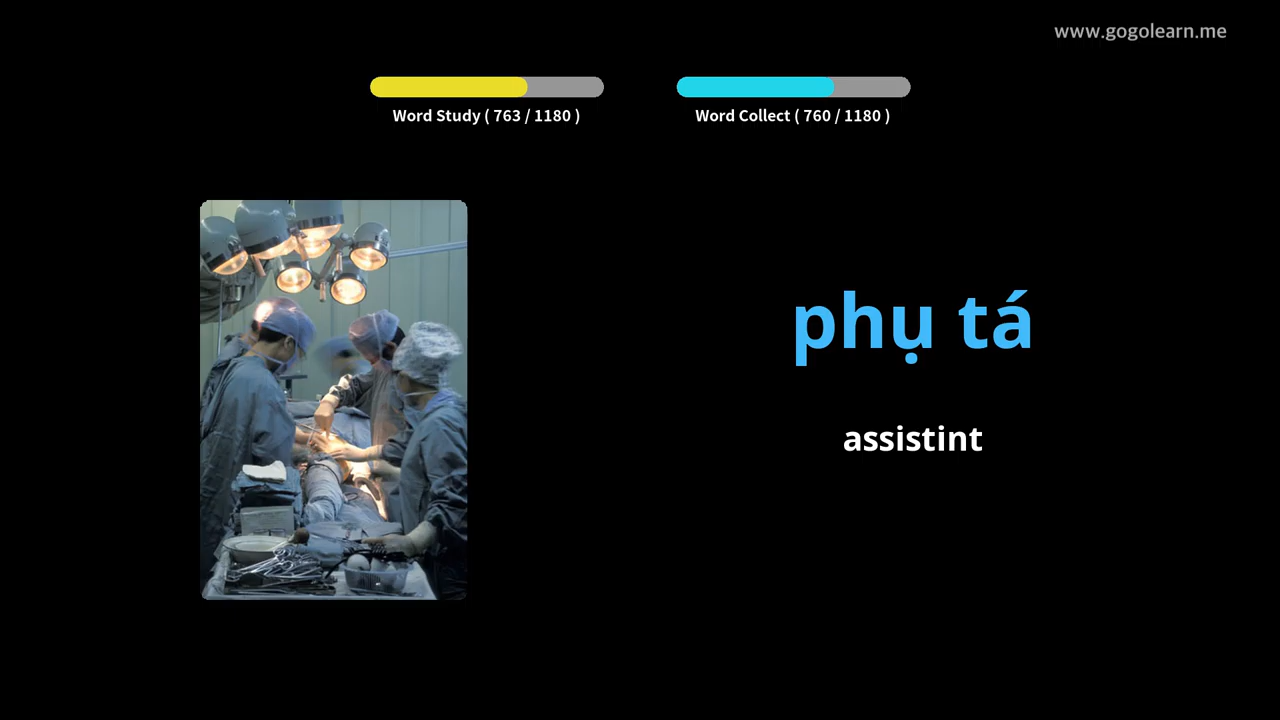 www.gogolearn.me
Word Study ( 763 / 1180 )
Word Collect ( 760 / 1180 )
phụ tá
assistint